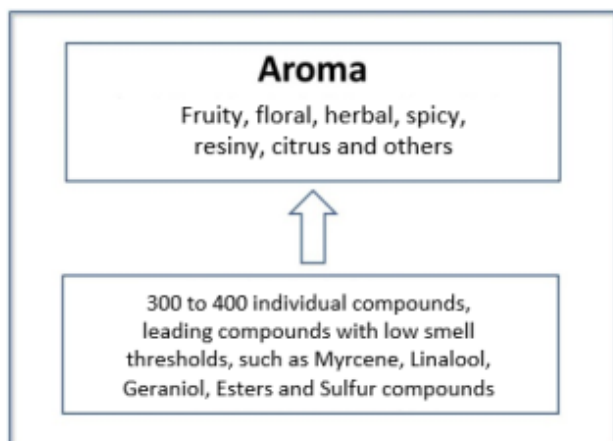 Aroma
Fruity, floral, herbal, spicy,
resiny, citrus and others
300 to 400 individual compounds,
leading compounds with low smell
thresholds, such as Myrcene, Linalool,
Geraniol, Esters and Sulfur compounds